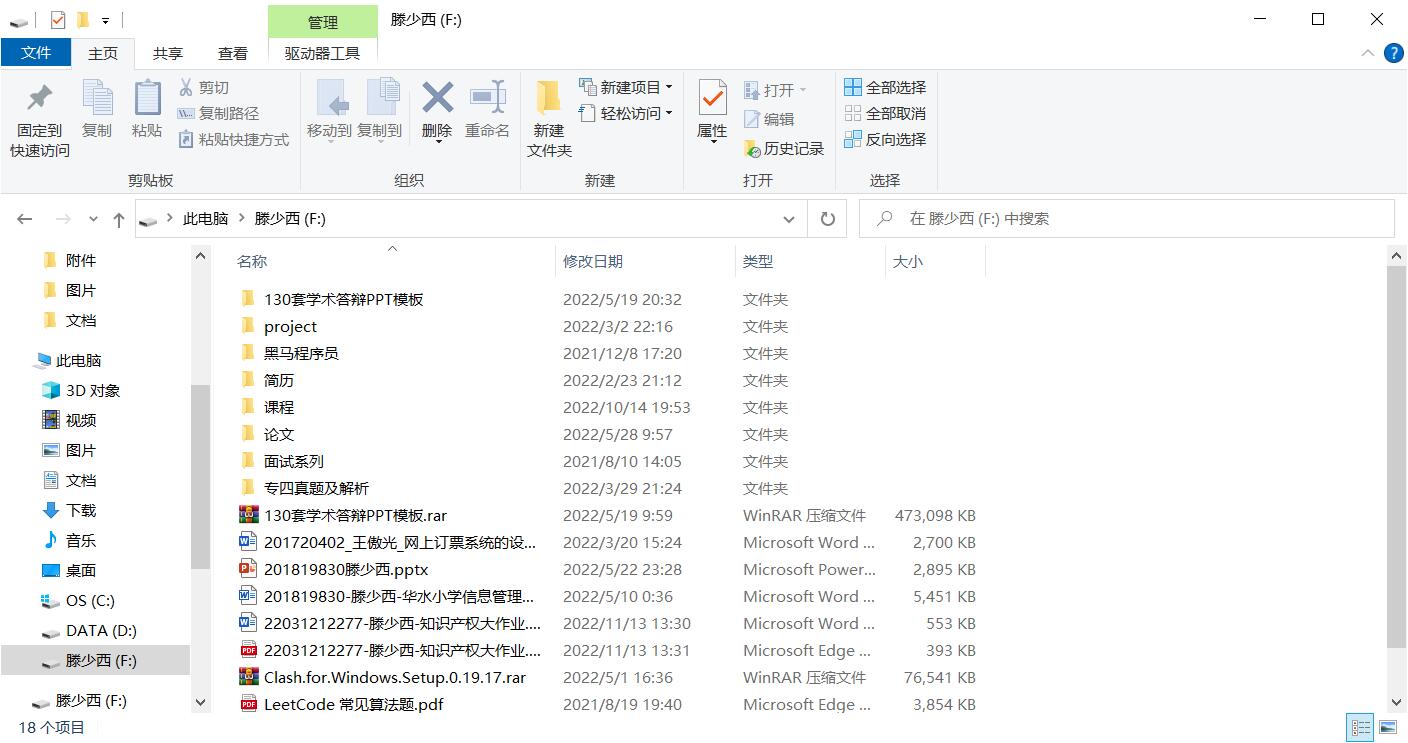 管理
滕少西 (F:)
文件
主页
共享
查看
驱动器工具
固定到
快速访问
复制
粘贴
剪切
复制路径
粘贴快捷方式
剪贴板
移动到
复制到
删除
重命名
组织
新建
文件夹
新建项目
轻松访问
新建
属性
打开
编辑
历史记录
打开
全部选择
全部取消
反向选择
选择
此电脑
滕少西 (F:)
在 滕少西 (F:) 中搜索
附件
图片
文档
此电脑
3D 对象
视频
图片
文档
下载
音乐
桌面
OS (C:)
DATA (D:)
滕少西 (F:)
滕少西 (F:)
名称 修改日期 类型 大小
130套学术答辩PPT模板 2022/5/19 20:32 文件夹
project 2022/3/2 22:16 文件夹
黑马程序员 2021/12/8 17:20 文件夹
简历 2022/2/23 21:12 文件夹
课程 2022/10/14 19:53 文件夹
论文 2022/5/28 9:57 文件夹
面试系列 2021/8/10 14:05 文件夹
专四真题及解析 2022/3/29 21:24 文件夹
130套学术答辩PPT模板.rar 2022/5/19 9:59 WinRAR 压缩文件 473,098 KB
201720402_王傲光_网上订票系统的设... 2022/3/20 15:24 Microsoft Word ... 2,700 KB
201819830滕少西.pptx 2022/5/22 23:28 Microsoft Power... 2,895 KB
201819830-滕少西-华水小学信息管理... 2022/5/10 0:36 Microsoft Word ... 5,451 KB
22031212277-滕少西-知识产权大作业.... 2022/11/13 13:30 Microsoft Word ... 553 KB
22031212277-滕少西-知识产权大作业.... 2022/11/13 13:31 Microsoft Edge ... 393 KB
Clash.for.Windows.Setup.0.19.17.rar 2022/5/1 16:36 WinRAR 压缩文件 76,541 KB
LeetCode 常见算法题.pdf 2021/8/19 19:40 Microsoft Edge ... 3,854 KB
18 个项目